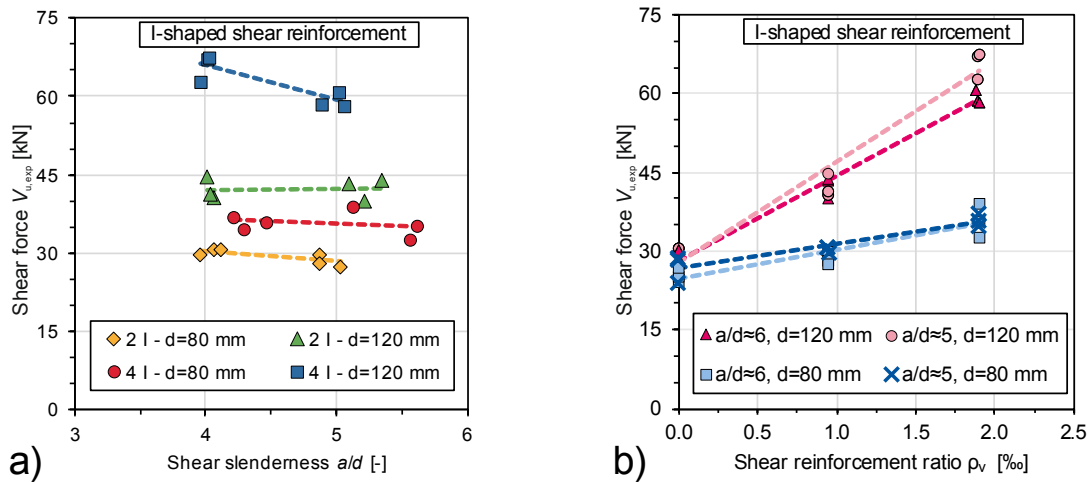 I-shaped shear reinforcement
75
60
45
30
15
0
Shear force V u,exp [kN]
2 I - d=80 mm
2 I - d=120 mm
4 I - d=80 mm
4 I - d=120 mm
3
4
5
6
Shear slenderness a/d [-]
a)
I-shaped shear reinforcement
75
60
45
30
15
0
Shear force V u,exp [kN]
a/d≈6, d=120 mm
a/d≈5, d=120 mm
a/d≈6, d=80 mm
a/d≈5, d=80 mm
0.0
0.5
1.0
1.5
2.0
2.5
Shear reinforcement ratio ρv [‰]
b)